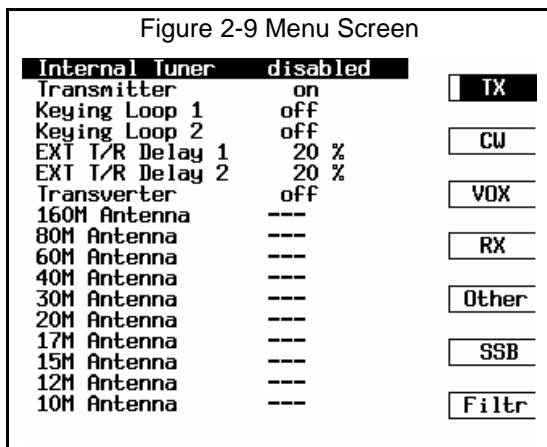 Figure 2-9 Menu Screen
Internal Tuner disabled
Transmitter on
Keying Loop 1 off
Keying Loop 2 off
EXT T/R Delay 1 20 %
EXT T/R Delay 2 20 %
Transverter off
160M Antenna ---
80M Antenna ---
60M Antenna ---
40M Antenna ---
30M Antenna ---
20M Antenna ---
17M Antenna ---
15M Antenna ---
12M Antenna ---
10M Antenna ---
TX
CW
VOX
RX
Other
SSB
Filtr